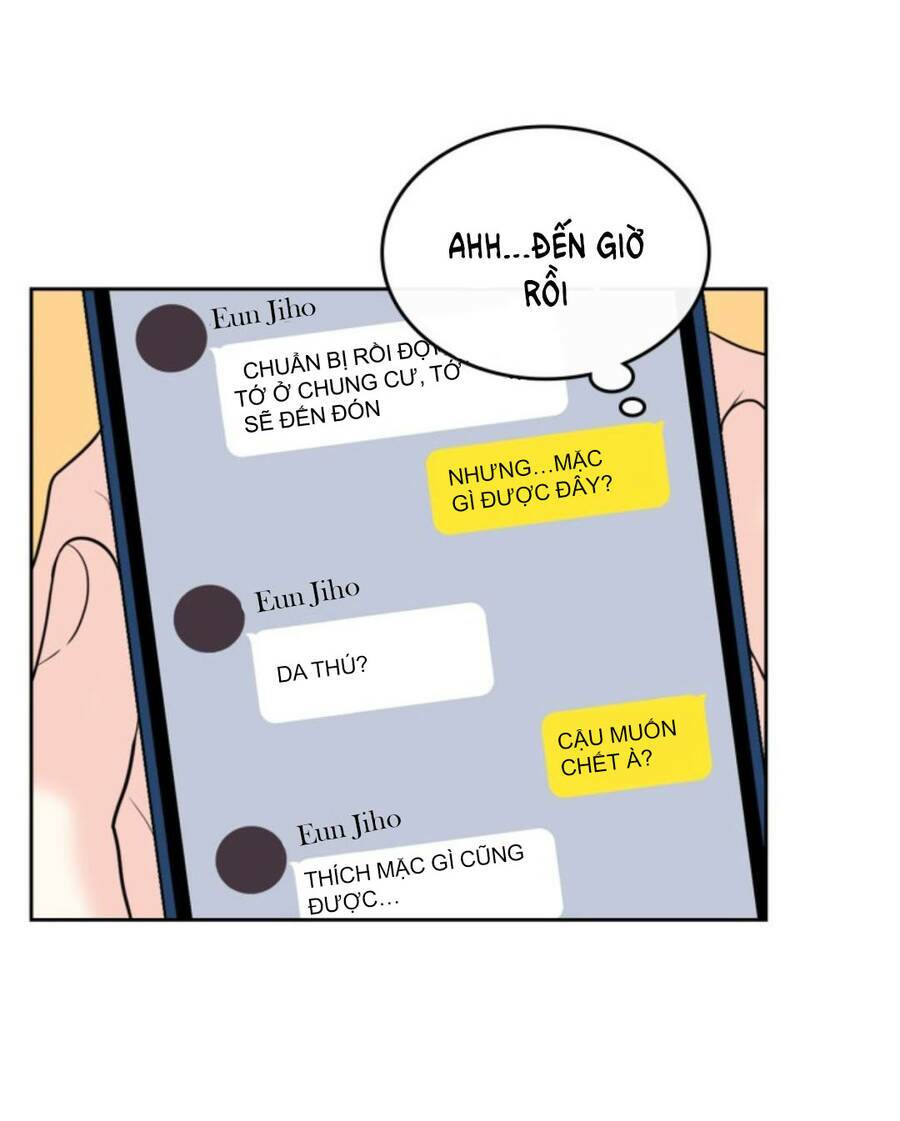 AHH...ĐẾN GIỜ
RỒI
Eun Jiho
CHUẨN BỊ RỒI
TỚ Ở CHUNG CƯ, TỚ
SẼ ĐẾN ĐÓN
NHƯNG...MẶC
GÌ ĐƯỢC ĐÂY?
Eun Jiho
DA THÚ?
CẬU MUỐN
CHẾT À?
Eun Jiho
THÍCH MẶC GÌ CŨNG
ĐƯỢC...